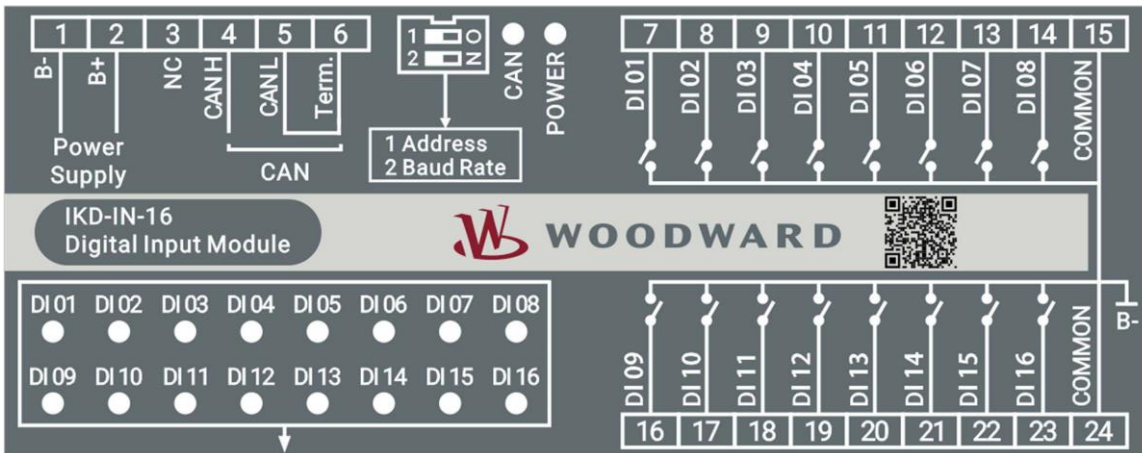 1 2 3 4 5 6
B- B+ NC CAN H CAN L Term.
Power
Supply
CAN
1 O
2 N
CAN POWER
1 Address
2 Baud Rate
7 8 9 10 11 12 13 14 15
DI 01 DI 02 DI 03 DI 04 DI 05 DI 06 DI 07 DI 08 COMMON
IKD-IN-16
Digital Input Module
W WOODWARD
DI 01 DI 02 DI 03 DI 04 DI 05 DI 06 DI 07 DI 08
DI 09 DI 10 DI 11 DI 12 DI 13 DI 14 DI 15 DI 16
B-
DI 09 DI 10 DI 11 DI 12 DI 13 DI 14 DI 15 DI 16 COMMON
16 17 18 19 20 21 22 23 24